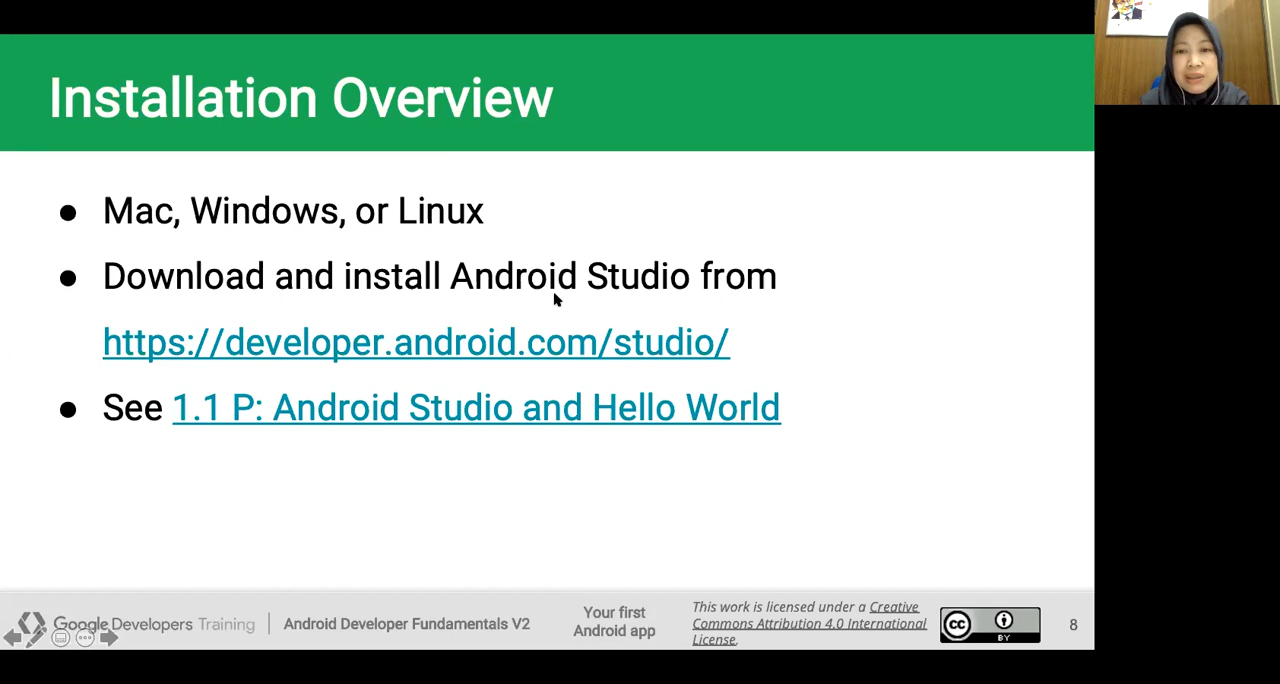 Installation Overview
● Mac, Windows, or Linux
● Download and install Android Studio from
https://developer.android.com/studio/
● See 1.1 P: Android Studio and Hello World
Google Developers Training
Android Developer Fundamentals V2
Your first
Android app
This work is licensed under a Creative
Commons Attribution 4.0 International
License.
cc
BY
8